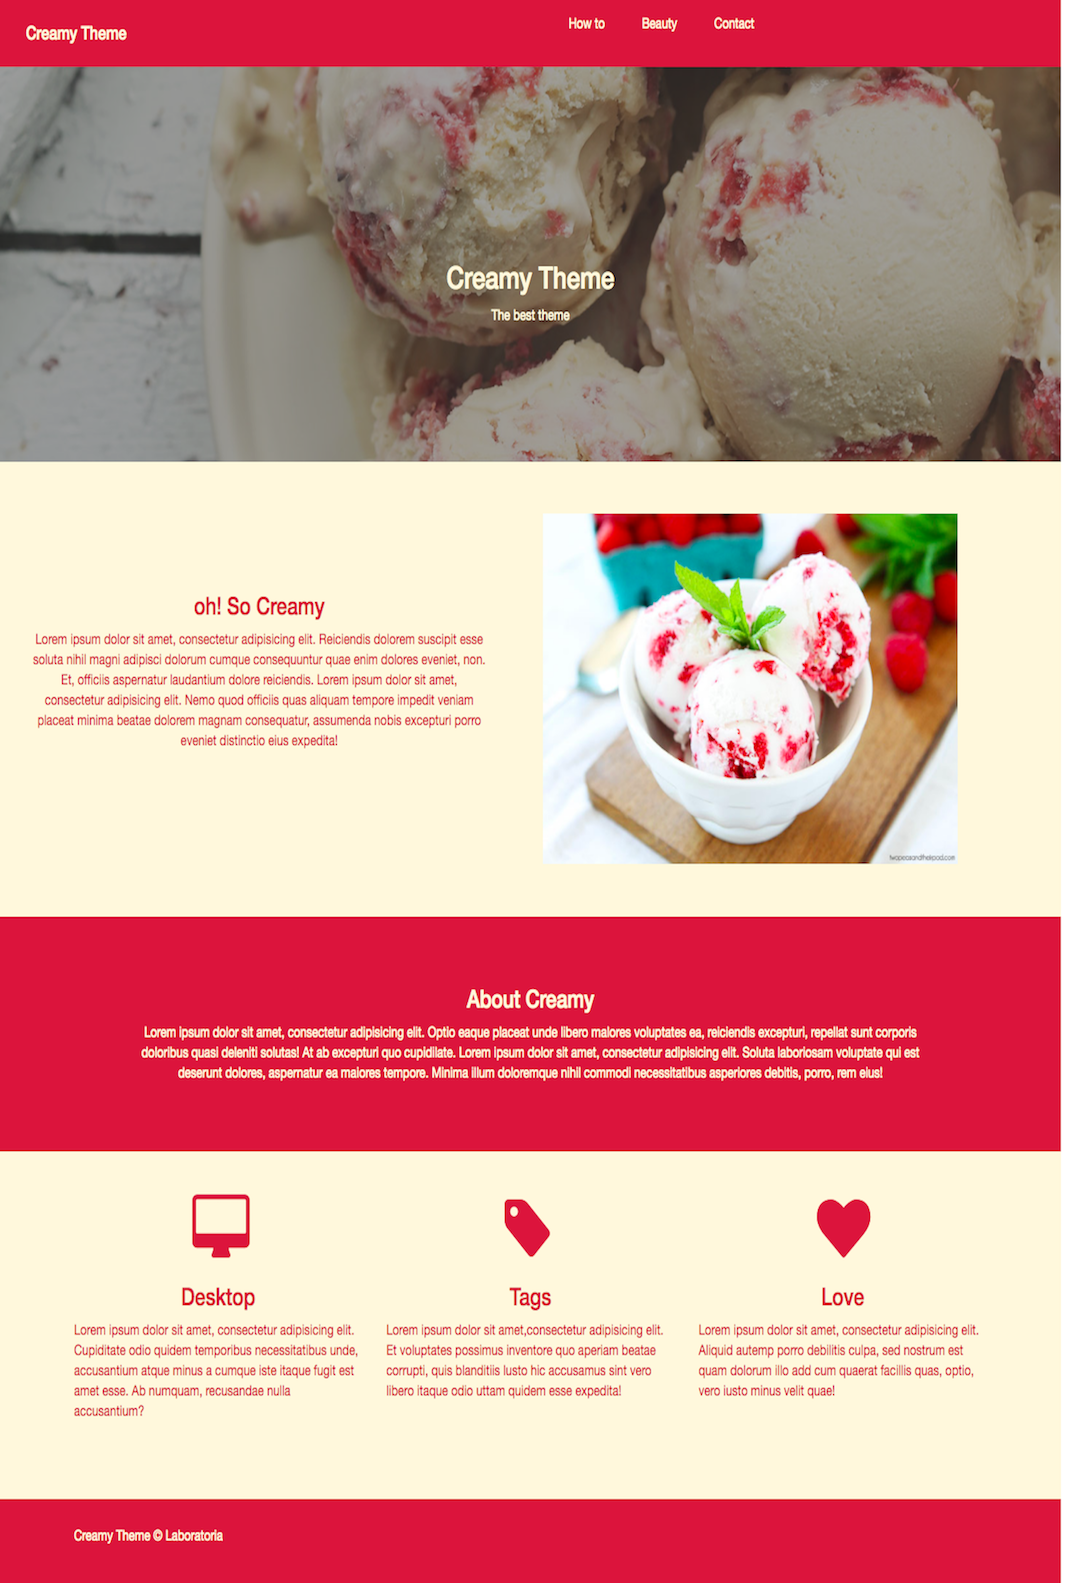 Creamy Theme
How to Beauty Contact
Creamy Theme
The best theme
oh! So Creamy
Lorem ipsum dolor sit amet, consectetur adipisicing elit. Reiciendis dolorem suscipit esse
soluta nihil magni adipisci dolorum cumque consequuntur quae enim dolores eveniet, non.
Et, officiis aspernatur laudantium dolore reiciendis. Lorem ipsum dolor sit amet,
consectetur adipisicing elit. Nemo quod officiis quas aliquam tempore impedit veniam
placeat minima beatae dolorem magnam consequatur, assumenda nobis excepturi porro
eveniet distinctio eius expedita!
About Creamy
Lorem ipsum dolor sit amet, consectetur adipisicing elit. Optio eaque placeat unde libero maiores voluptates ea, reiciendis excepturi, repellat sunt corporis
doloribus quasi deleniti solutas! At ab excepturi quo cupidilate. Lorem ipsum dolor sit amet, consectetur adipisicing elit. Soluta laboriosam voluptate qui est
deserunt dolores, aspernatur ea maiores tempore. Minima illum doloremque nihil commodi necessitatibus asperiores debitis, porro, rem eius!
Desktop
Lorem ipsum dolor sit amet, consectetur adipisicing elit.
Cupiditate odio quidem temporibus necessitatibus unde,
accusantium atque minus a cumque iste itaque fugit est
amet esse. Ab numquam, recusandae nulla
accusantium?
Tags
Lorem ipsum dolor sit amet,consectetur adipisicing elit.
Et voluptates possimus inventore quo aperiam beatae
corrupti, quis blanditiis lusto hic accusamus sint vero
libero itaque odio uttam quidem esse expedita!
Love
Lorem ipsum dolor sit amet, consectetur adipisicing elit.
Aliquid autemp porro debilitis culpa, sed nostrum est
quam dolorum illo add cum quaerat facillis quas, optio,
vero iusto minus velit quae!
Creamy Theme © Laboratoria